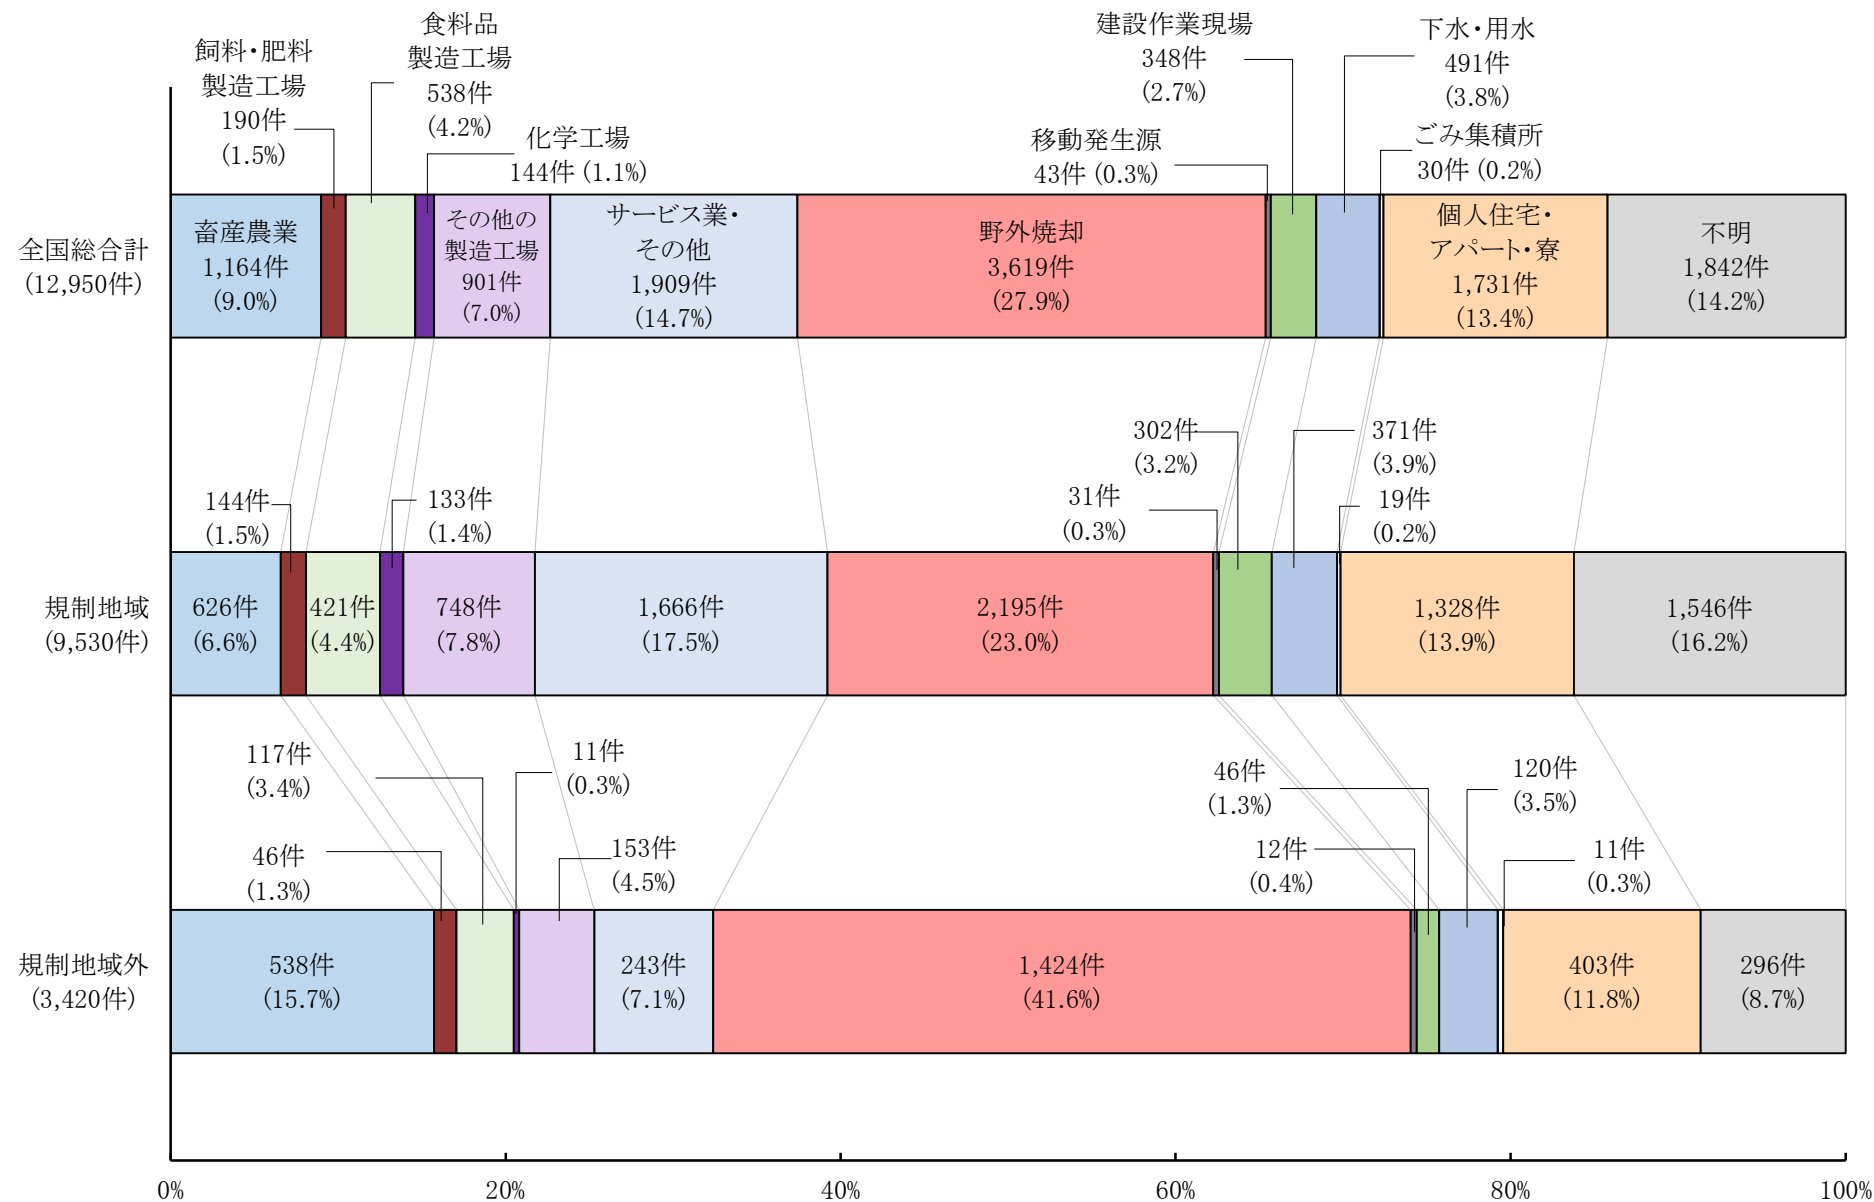 飼料・肥料
製造工場
190件
(1.5%)
食料品
製造工場
538件
(4.2%)
化学工場
144件 (1.1%)
移動発生源
43件 (0.3%)
建設作業現場
348件
(2.7%)
下水・用水
491件
(3.8%)
ごみ集積所
30件 (0.2%)
全国総合計
(12,950件)
畜産農業
1,164件
(9.0%)
その他の
製造工場
901件
(7.0%)
サービス業・
その他
1,909件
(14.7%)
野外焼却
3,619件
(27.9%)
個人住宅・
アパート・寮
1,731件
(13.4%)
不明
1,842件
(14.2%)
144件
(1.5%)
133件
(1.4%)
31件
(0.3%)
302件
(3.2%)
371件
(3.9%)
19件
(0.2%)
規制地域
(9,530件)
626件
(6.6%)
421件
(4.4%)
748件
(7.8%)
1,666件
(17.5%)
2,195件
(23.0%)
1,328件
(13.9%)
1,546件
(16.2%)
117件
(3.4%)
11件
(0.3%)
46件
(1.3%)
153件
(4.5%)
46件
(1.3%)
12件
(0.4%)
120件
(3.5%)
11件
(0.3%)
規制地域外
(3,420件)
538件
(15.7%)
243件
(7.1%)
1,424件
(41.6%)
403件
(11.8%)
296件
(8.7%)
0%
20%
40%
60%
80%
100%